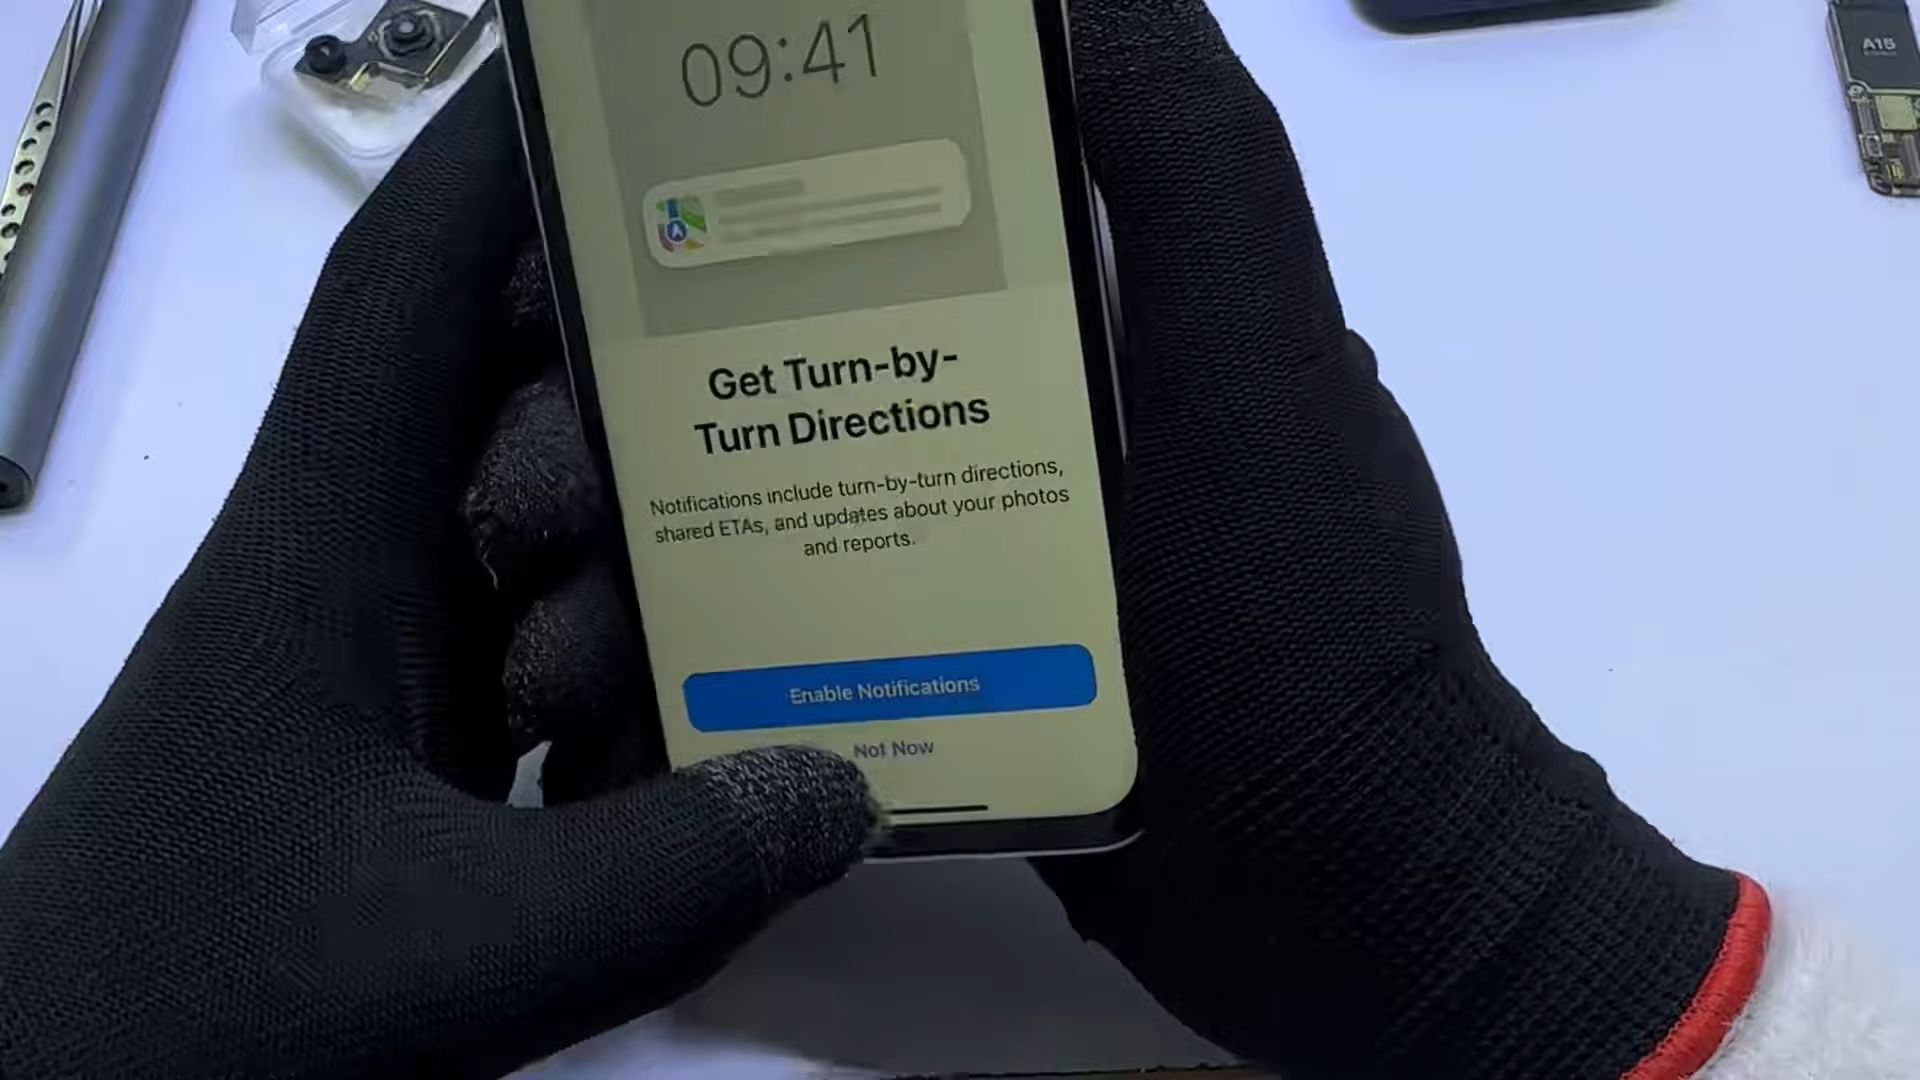 A15
09:41
Get Turn-by-
Turn Directions
Notifications include turn-by-turn directions,
shared ETAs, and updates about your photos
and reports.
Enable Notifications
Not Now